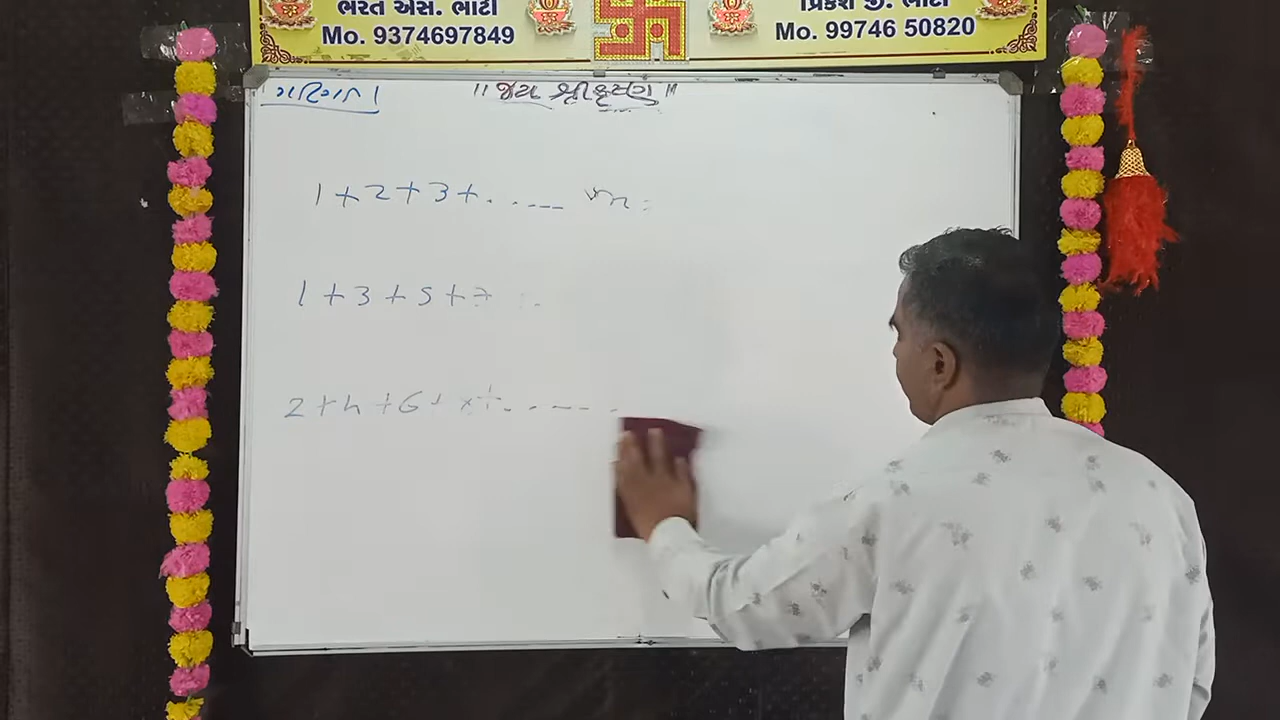 ભરત એસ. ભાટી
Mo. 9374697849
પ્રકાશ જી. ભાટી
Mo. 99746 50820
॥ જય શ્રીકૃષ્ણ ॥
1 + 2 + 3 + . . . . __ n =
1 + 3 + 5 + 7 . .
2 + 4 + 6 + 8 + . . . . . .